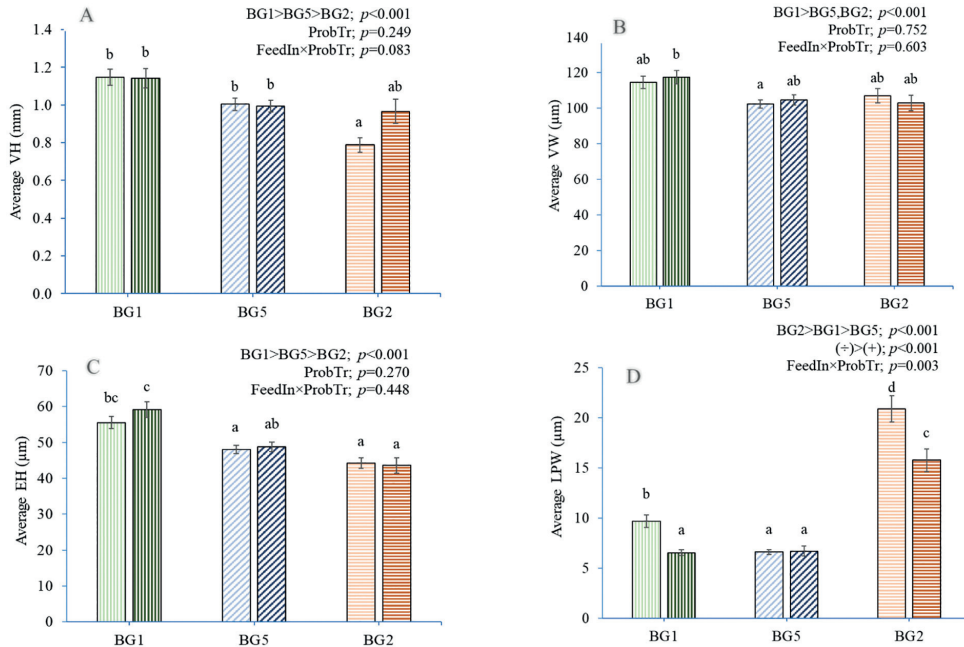 A
BG1>BG5>BG2; p<0.001
ProbTr; p=0.249
FeedIn×ProbTr; p=0.083
Average VH (mm)
1.4
1.2
1.0
0.8
0.6
0.4
0.2
0.0
b
b
b
b
a
ab
BG1
BG5
BG2
B
BG1>BG5,BG2; p<0.001
ProbTr; p=0.752
FeedIn×ProbTr; p=0.603
Average VW (µm)
140
120
100
80
60
40
20
0
ab
b
a
ab
ab
ab
BG1
BG5
BG2
C
BG1>BG5>BG2; p<0.001
ProbTr; p=0.270
FeedIn×ProbTr; p=0.448
Average EH (µm)
70
60
50
40
30
20
10
0
bc
c
a
ab
a
a
BG1
BG5
BG2
D
BG2>BG1>BG5; p<0.001
(÷)>(+); p<0.001
FeedIn×ProbTr; p=0.003
Average LPW (µm)
25
20
15
10
5
0
b
a
a
a
d
c
BG1
BG5
BG2